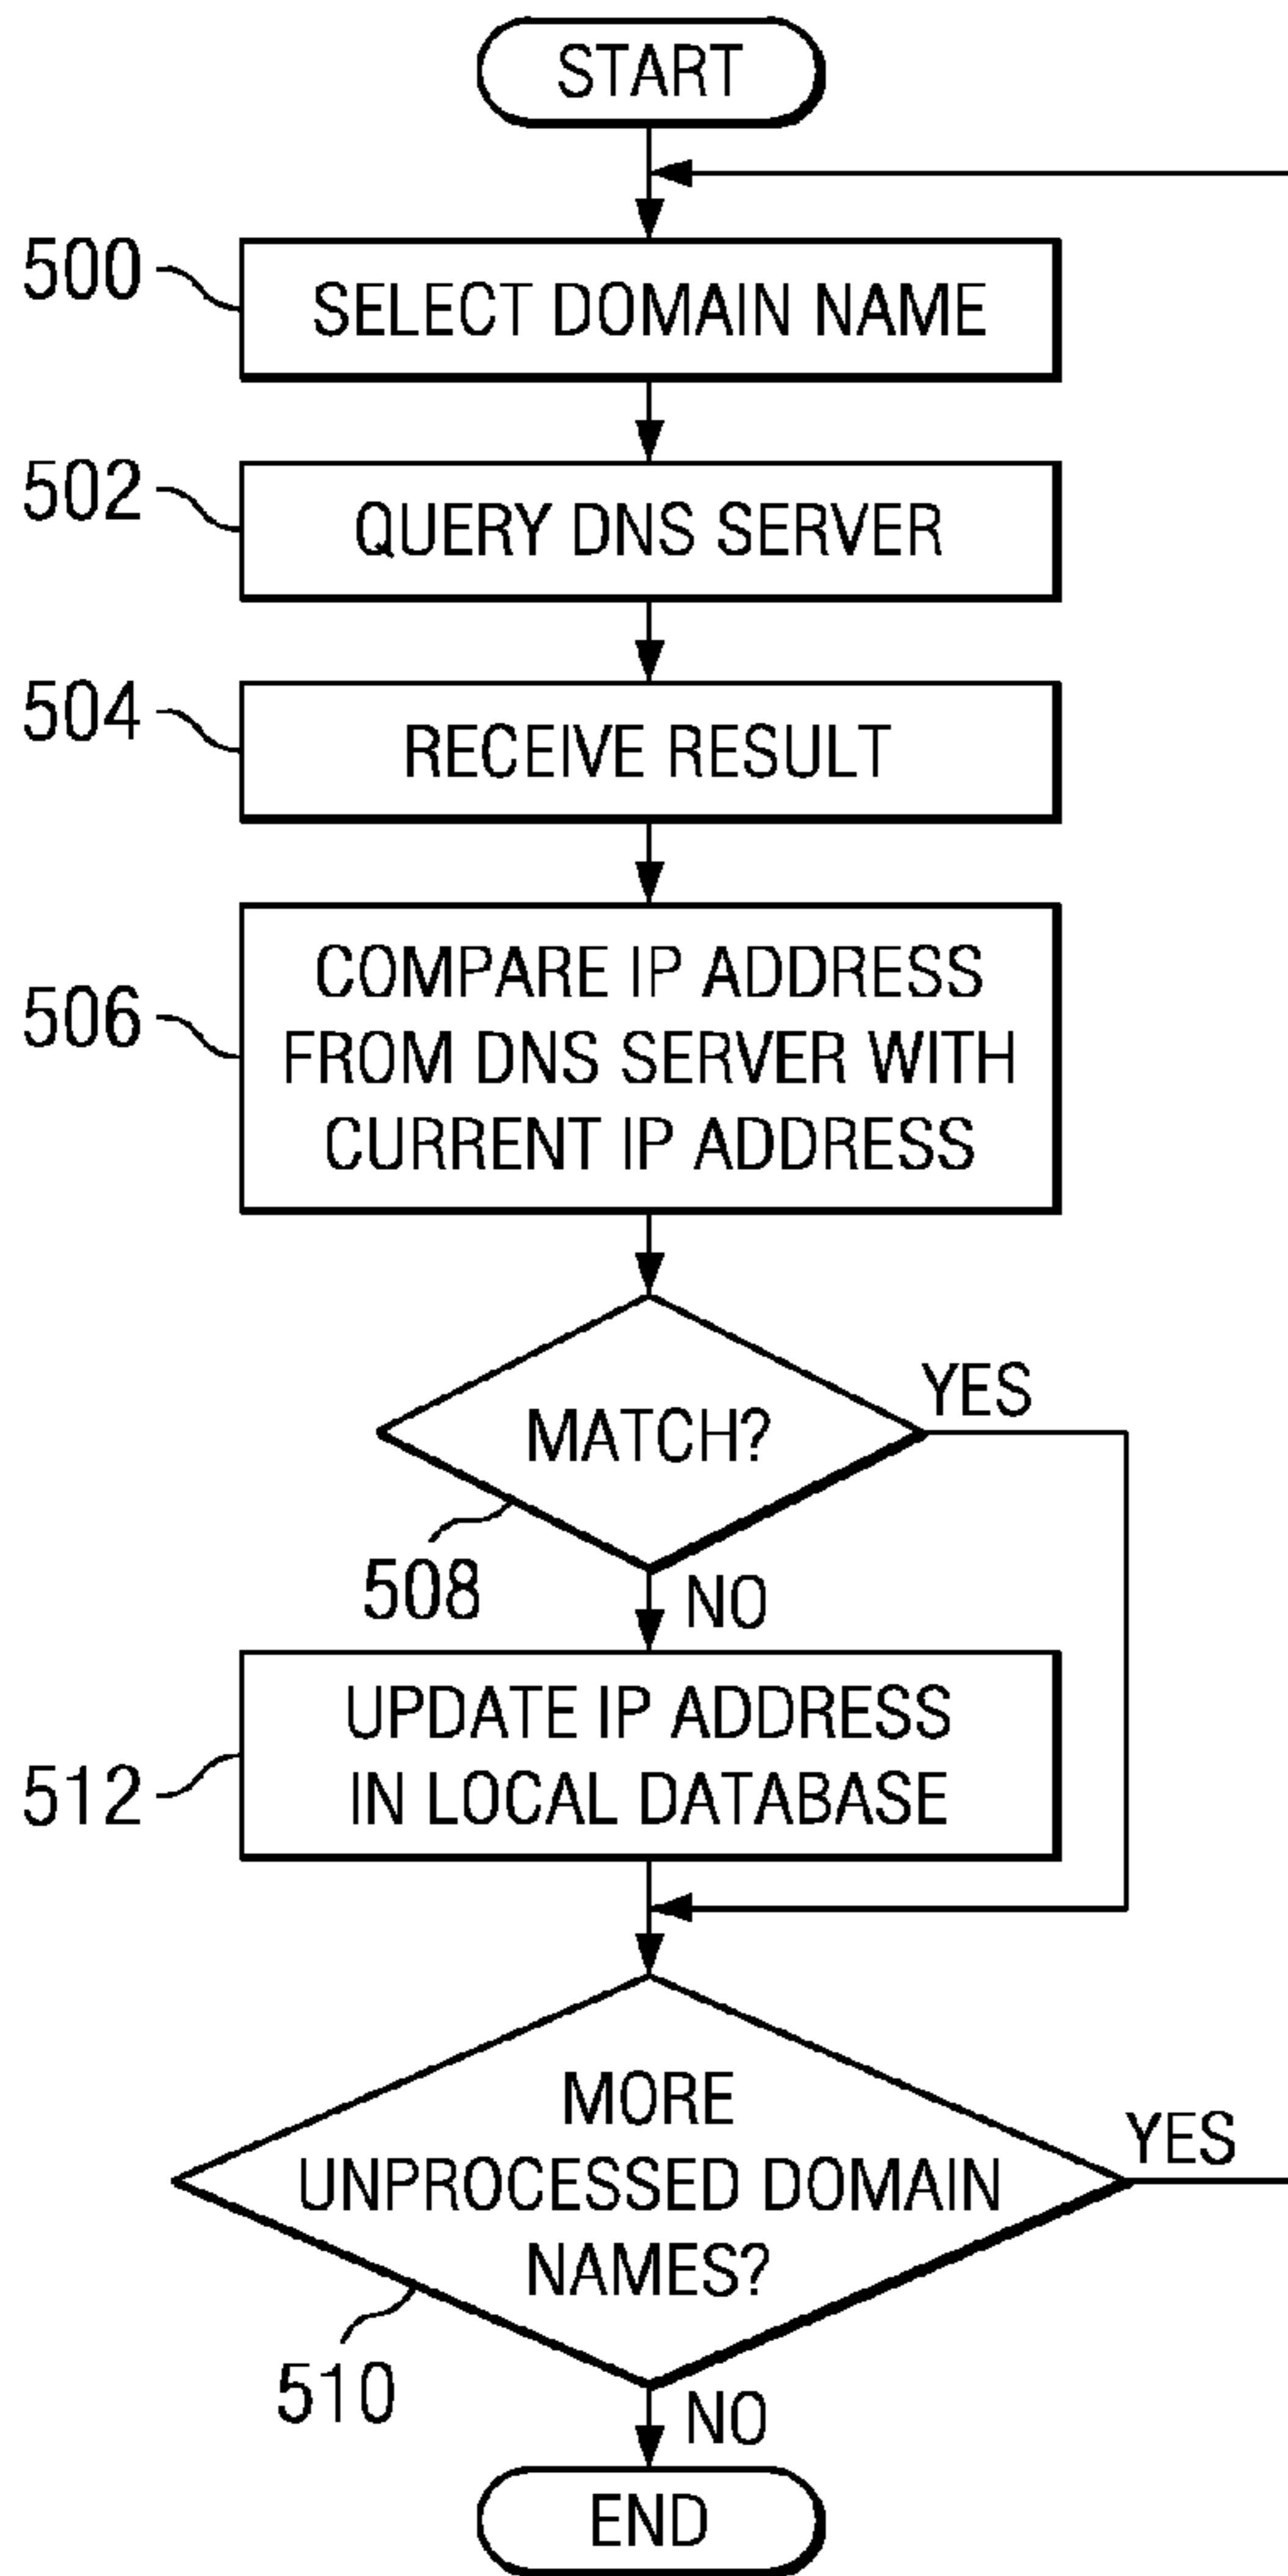 START
500
SELECT DOMAIN NAME
502
QUERY DNS SERVER
504
RECEIVE RESULT
506
COMPARE IP ADDRESS
FROM DNS SERVER WITH
CURRENT IP ADDRESS
MATCH?
YES
508
NO
512
UPDATE IP ADDRESS
IN LOCAL DATABASE
MORE
UNPROCESSED DOMAIN
NAMES?
YES
510
NO
END